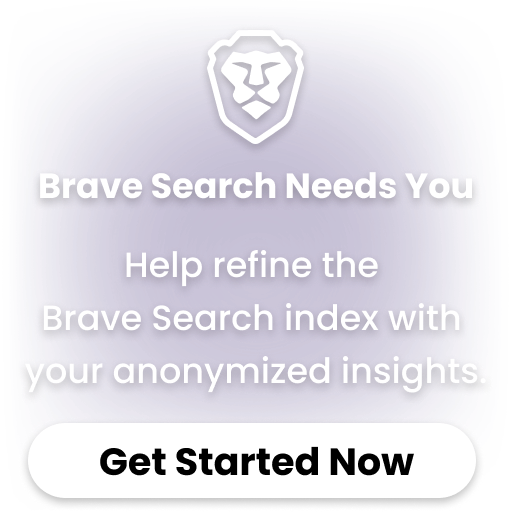 Brave Search Needs You
Help refine the
Brave Search index with
your anonymized insights.
Get Started Now